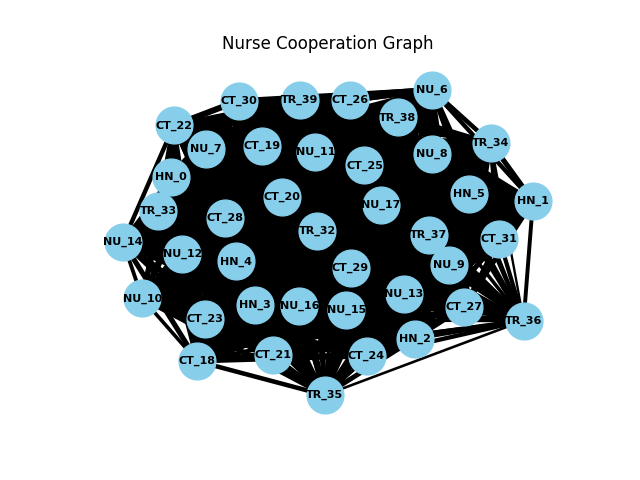 Nurse Cooperation Graph
NU_6
CT_30
TR_39
CT_26
TR_38
CT_22
TR_34
NU_7
CT_19
NU_11
NU_8
CT_25
HN_0
HN_5
CT_20
HN_1
NU_17
TR_33
CT_28
TR_32
TR_37
CT_31
NU_14
NU_12
HN_4
CT_29
NU_9
NU_10
NU_13
HN_3
NU_16
NU_15
CT_27
CT_23
TR_36
HN_2
CT_21
CT_24
CT_18
TR_35